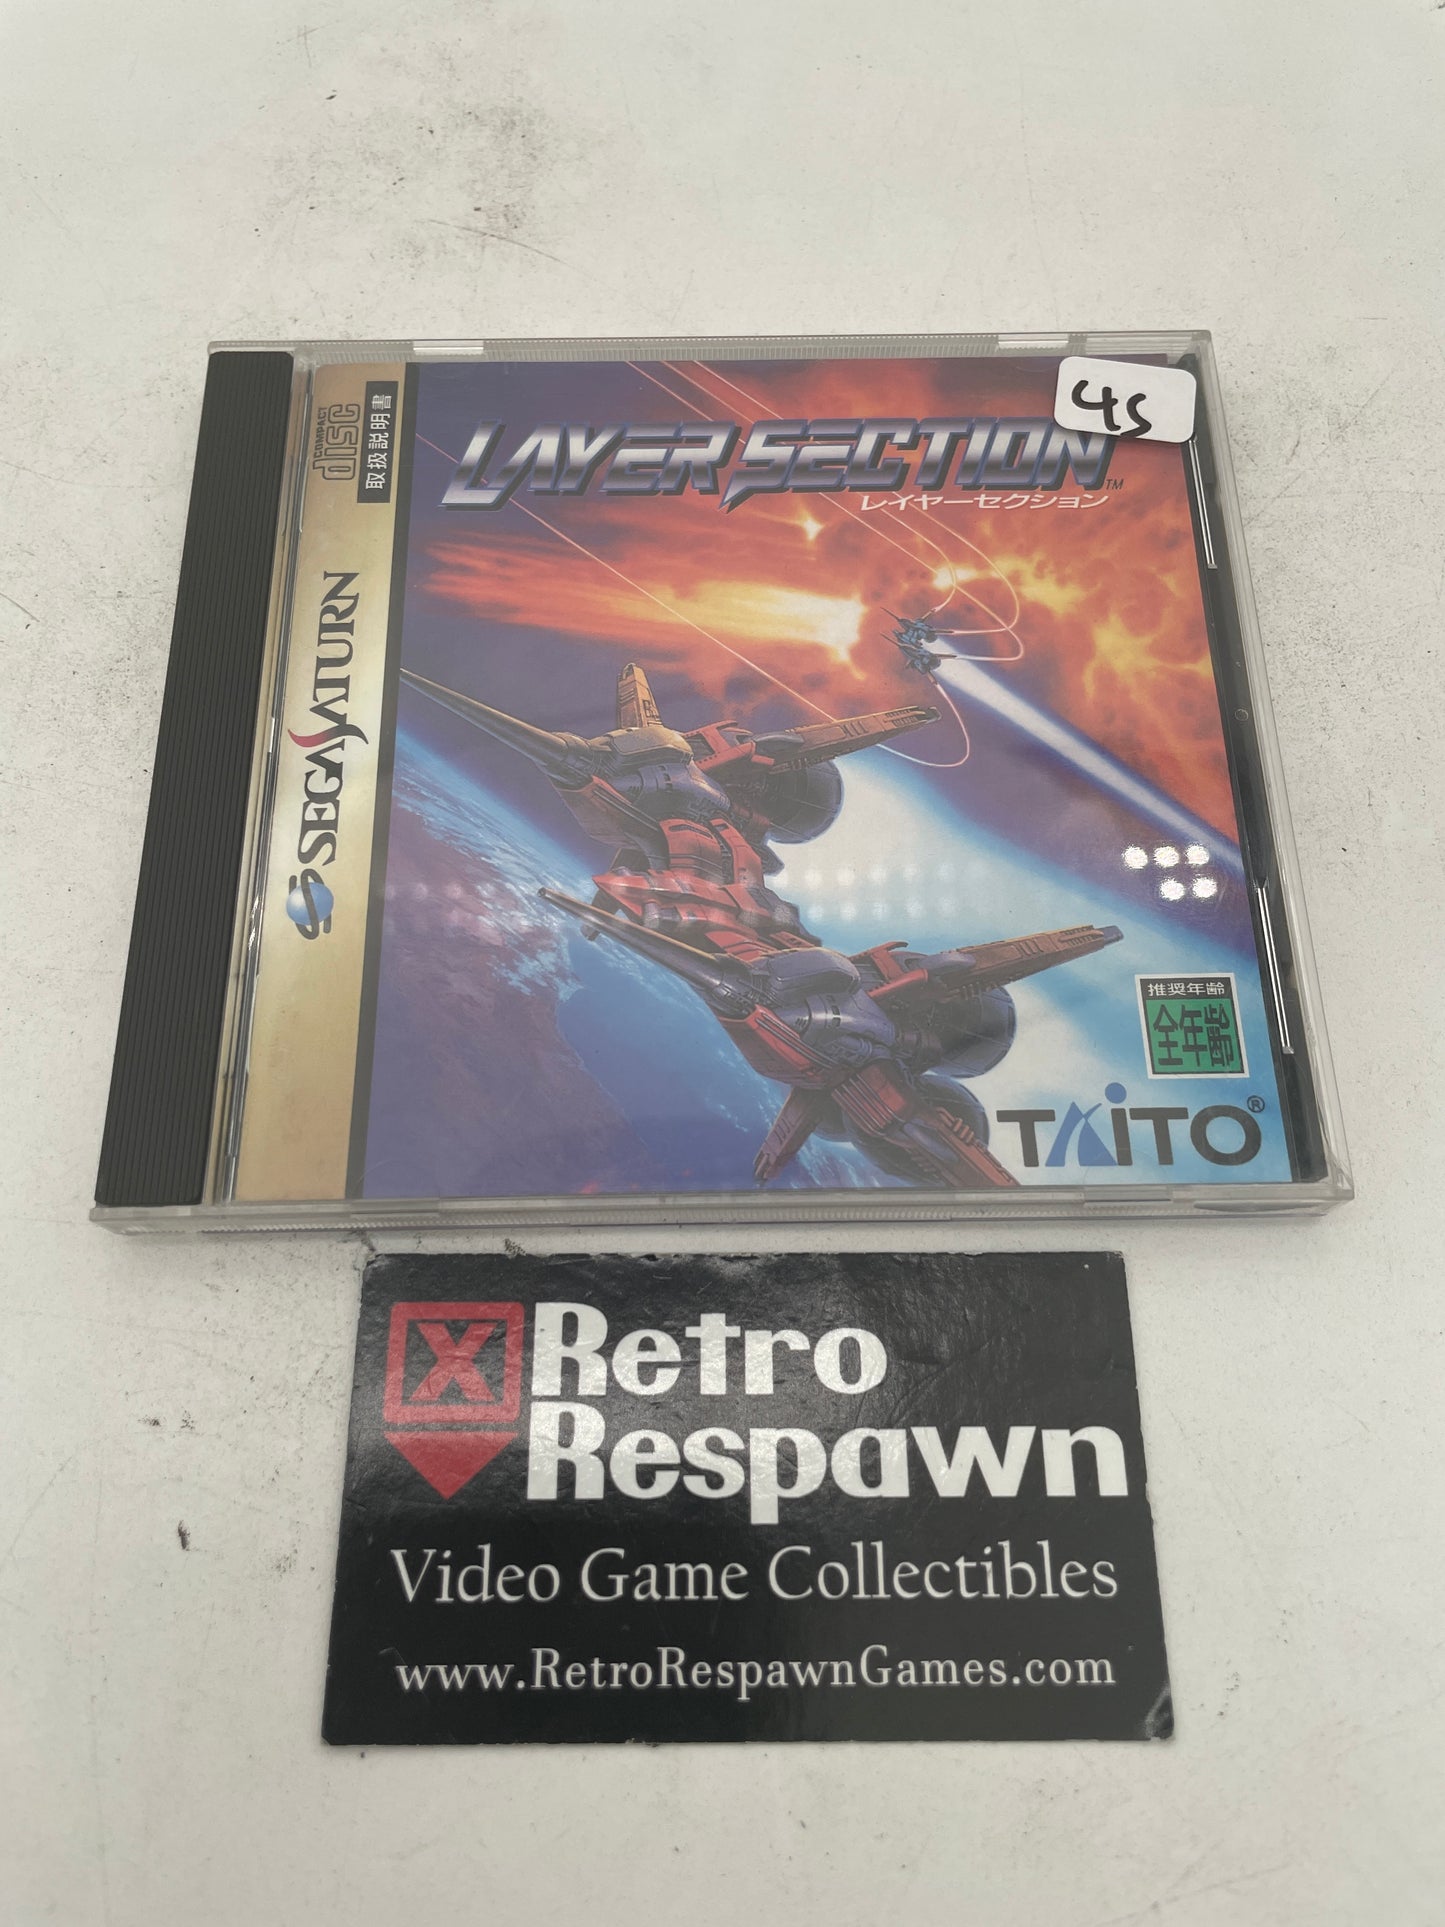 45
LAYER SECTION TM
レイヤーセクション
COMPACT
disc
取扱説明書
SEGA SATURN
推奨年齢
全年齢
TAITO®
X Retro
Respawn
Video Game Collectibles
www.RetroRespawnGames.com